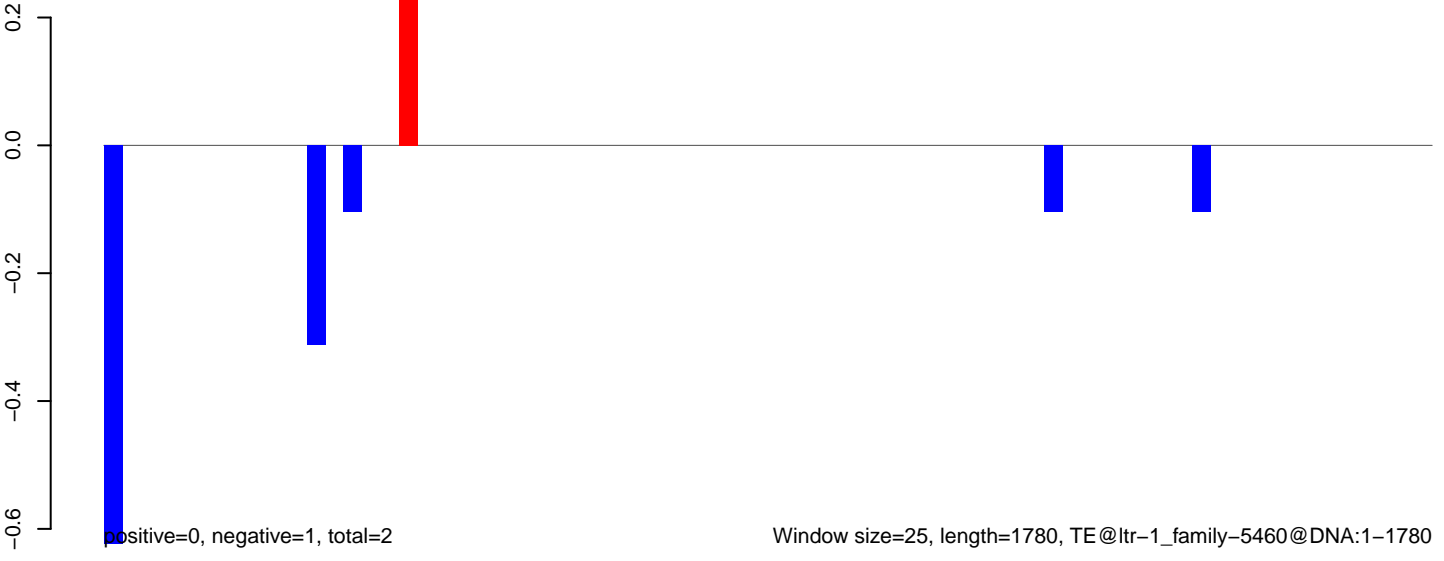 0.2
0.0
−0.2
−0.4
−0.6
positive=0, negative=1, total=2
Window size=25, length=1780, TE@ltr−1_family−5460@DNA:1−1780